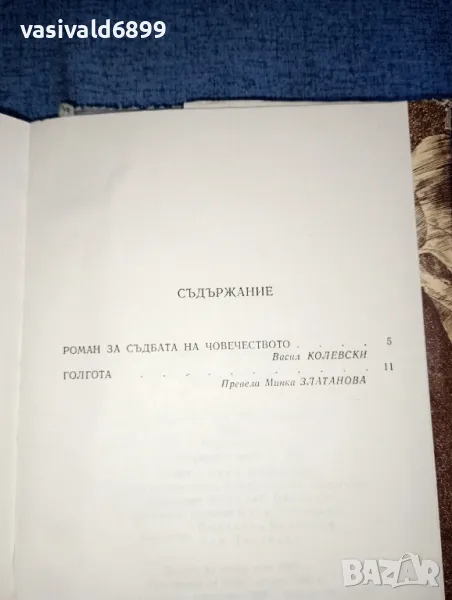 vasivald6899
СЪДЪРЖАНИЕ
РОМАН ЗА СЪДБАТА НА ЧОВЕЧЕСТВОТО . . . . 5
Васил КОЛЕВСКИ
ГОЛГОТА . . . . . . . . . . 11
Превела Минка ЗЛАТАНОВА
BAZAR